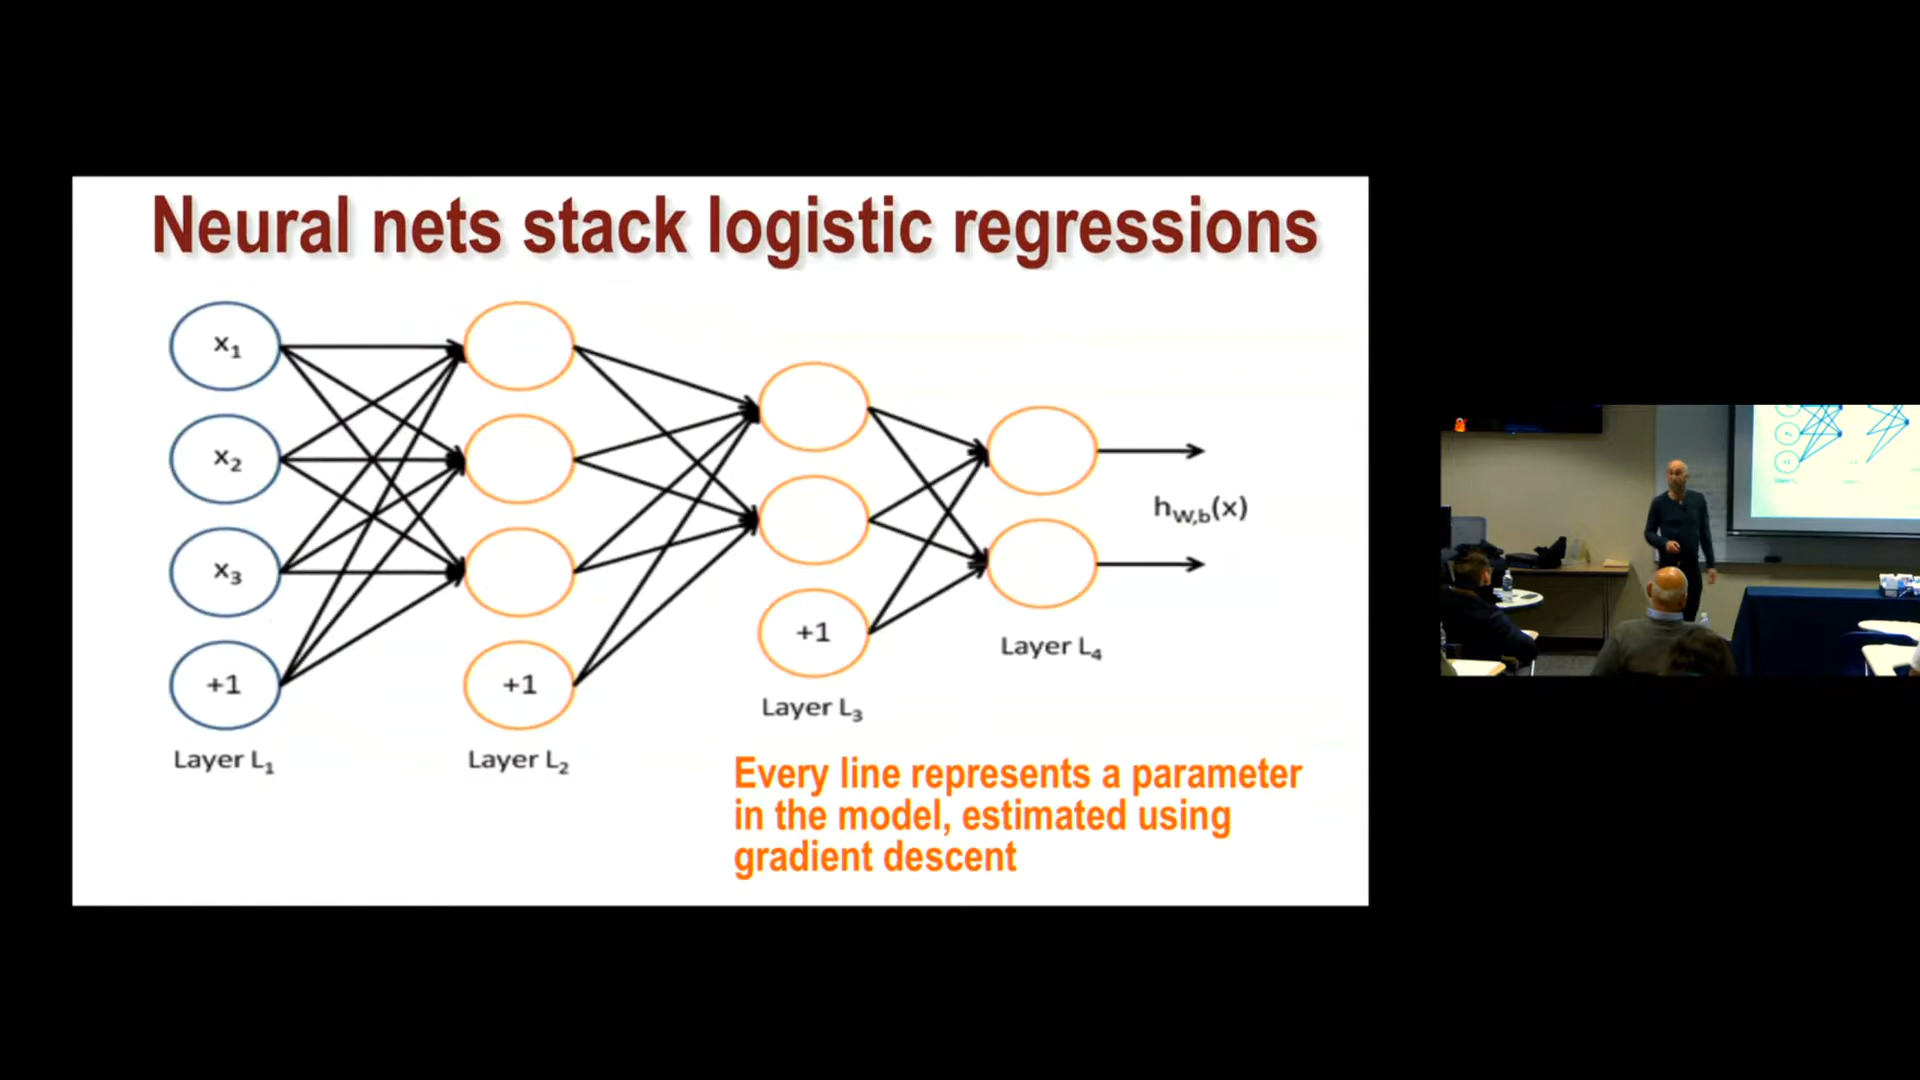 Neural nets stack logistic regressions
x₁
x₂
x₃
+1
Layer L₁
+1
Layer L₂
+1
Layer L₃
Layer L₄
h_W,b(x)
Every line represents a parameter
in the model, estimated using
gradient descent